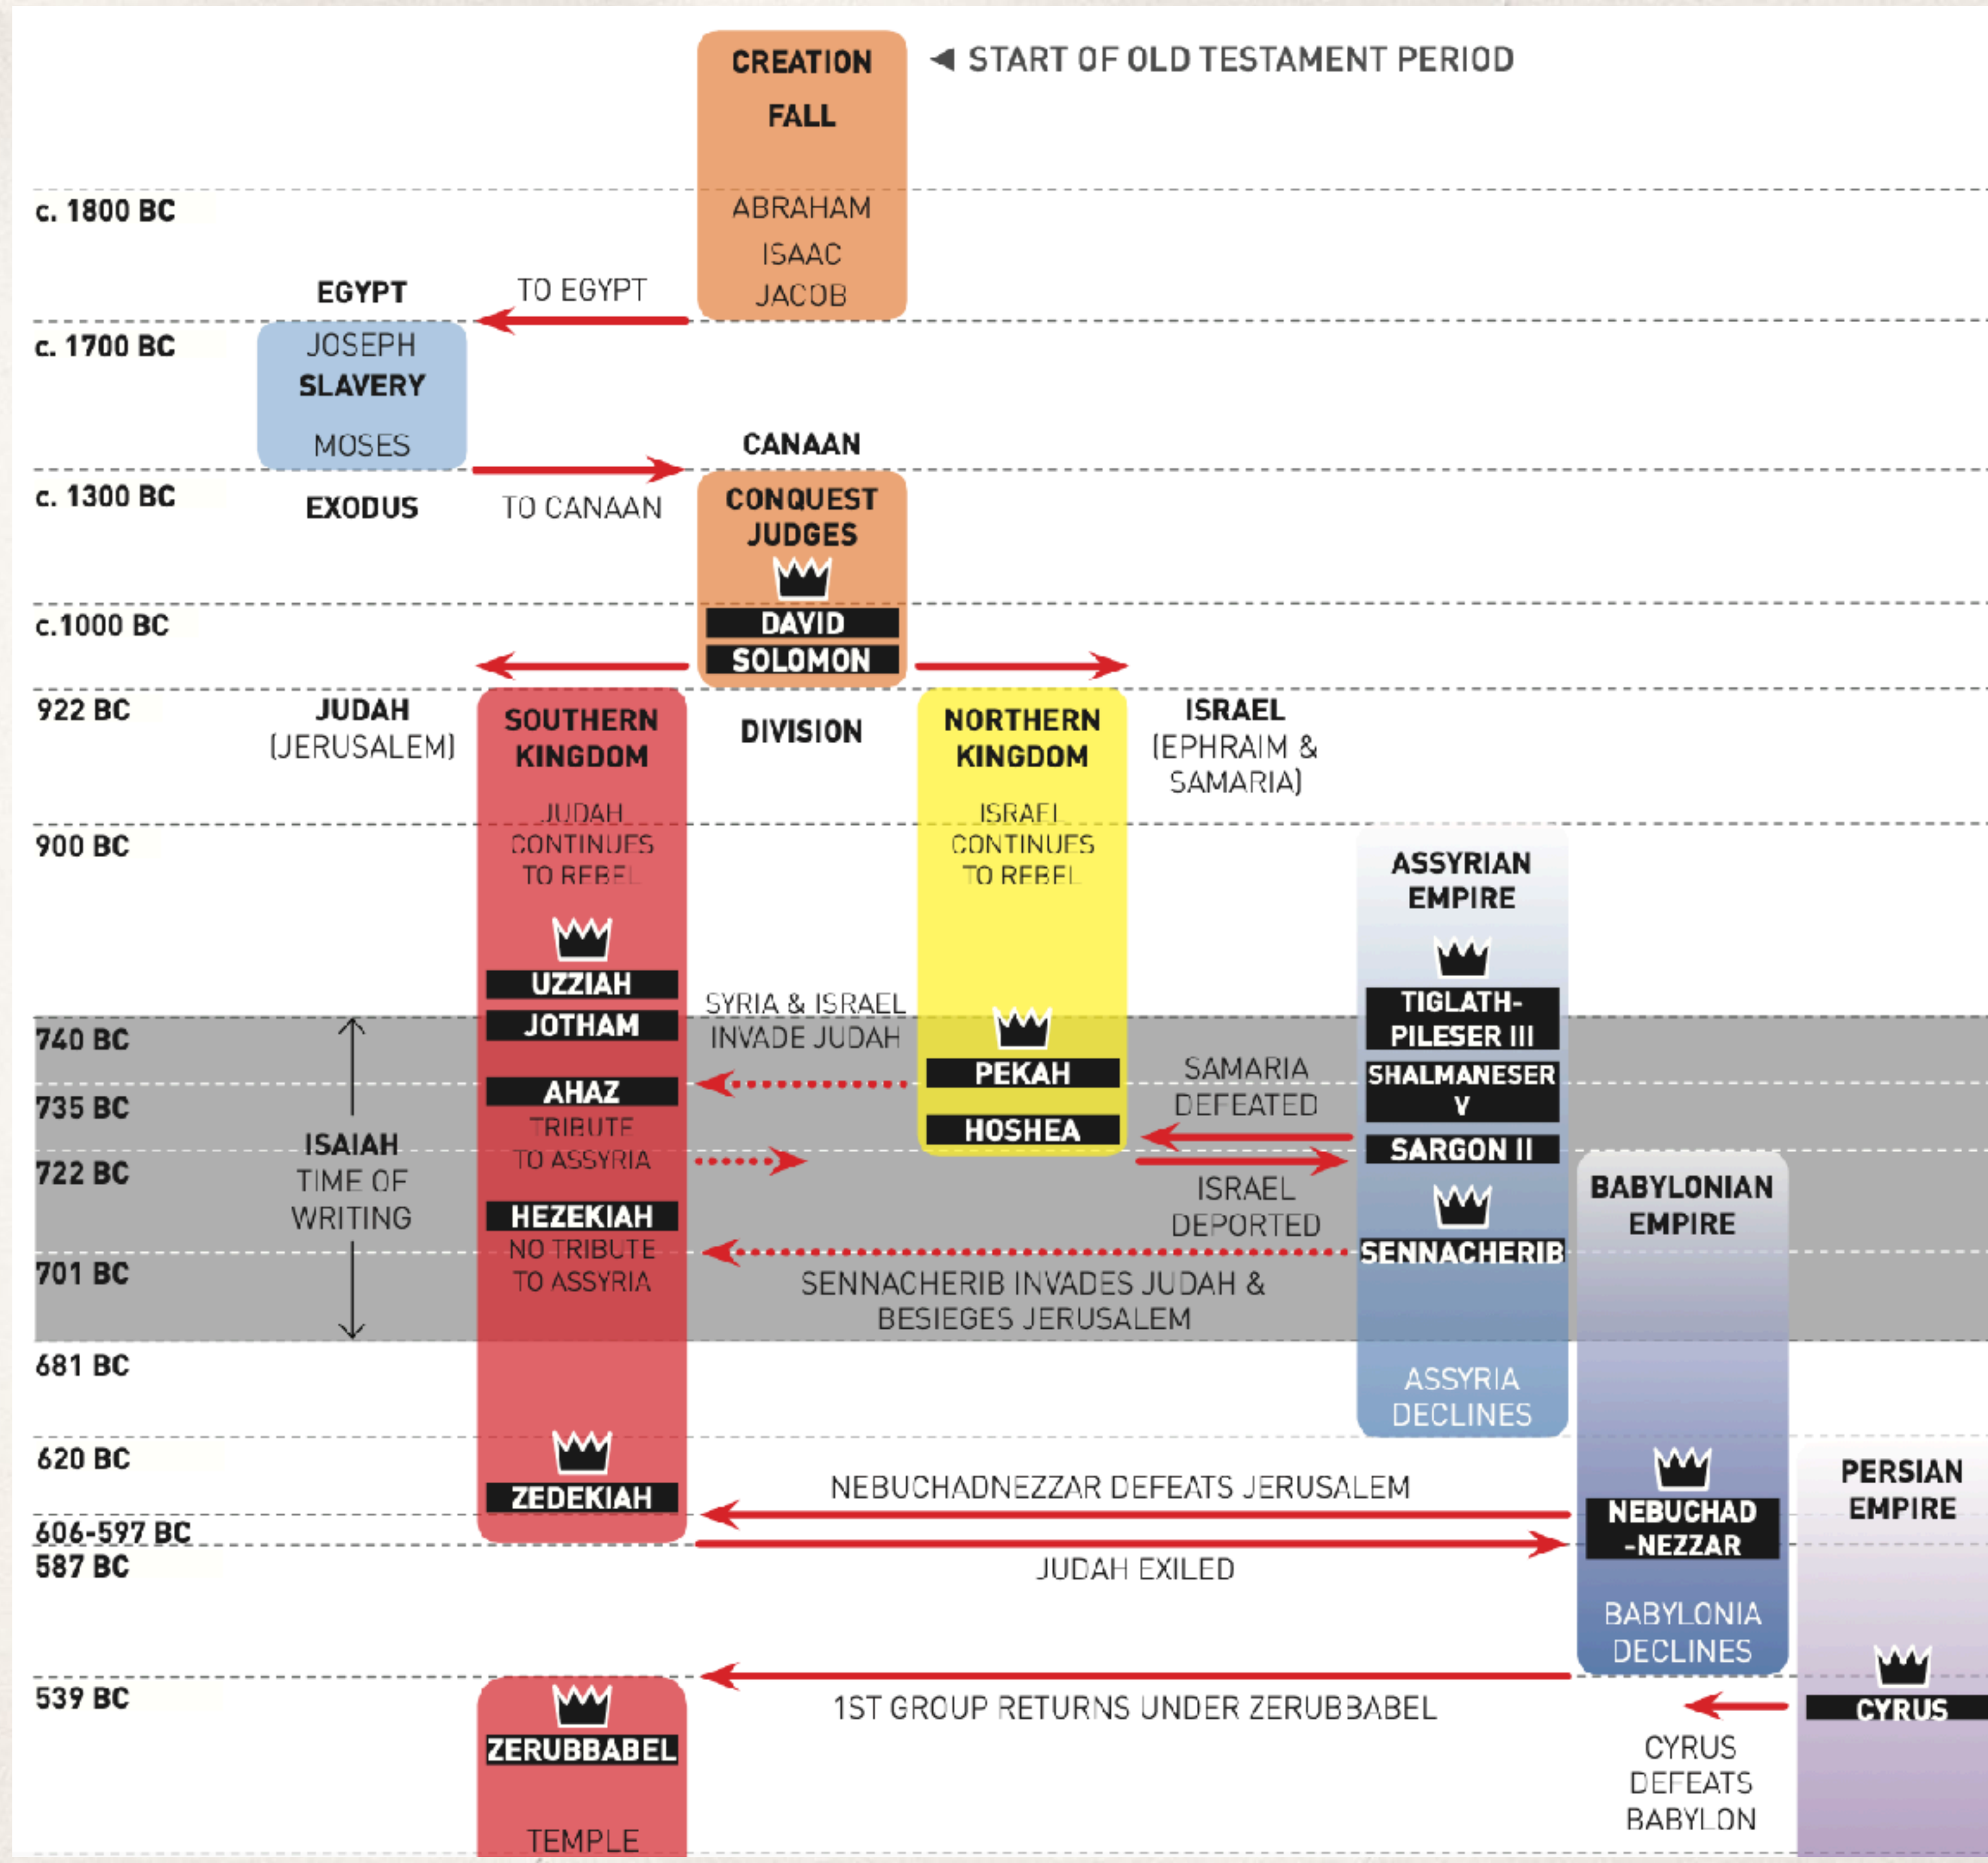 CREATION
◄ START OF OLD TESTAMENT PERIOD
FALL
c. 1800 BC
ABRAHAM
ISAAC
JACOB
EGYPT
TO EGYPT
c. 1700 BC
JOSEPH
SLAVERY
MOSES
CANAAN
c. 1300 BC
EXODUS
TO CANAAN
CONQUEST
JUDGES
c.1000 BC
DAVID
SOLOMON
922 BC
JUDAH
(JERUSALEM)
SOUTHERN
KINGDOM
DIVISION
NORTHERN
KINGDOM
ISRAEL
(EPHRAIM &
SAMARIA)
JUDAH
CONTINUES
TO REBEL
ISRAEL
CONTINUES
TO REBEL
900 BC
ASSYRIAN
EMPIRE
UZZIAH
JOTHAM
SYRIA & ISRAEL
INVADE JUDAH
TIGLATH-
PILESER III
740 BC
PEKAH
SAMARIA
DEFEATED
SHALMANESER
V
735 BC
AHAZ
TRIBUTE
TO ASSYRIA
HOSHEA
SARGON II
ISAIAH
TIME OF
WRITING
722 BC
ISRAEL
DEPORTED
BABYLONIAN
EMPIRE
HEZEKIAH
NO TRIBUTE
TO ASSYRIA
SENNACHERIB
701 BC
SENNACHERIB INVADES JUDAH &
BESIEGES JERUSALEM
681 BC
ASSYRIA
DECLINES
620 BC
ZEDEKIAH
NEBUCHADNEZZAR DEFEATS JERUSALEM
NEBUCHAD
-NEZZAR
PERSIAN
EMPIRE
606-597 BC
587 BC
JUDAH EXILED
BABYLONIA
DECLINES
539 BC
1ST GROUP RETURNS UNDER ZERUBBABEL
CYRUS
ZERUBBABEL
CYRUS
DEFEATS
BABYLON
TEMPLE